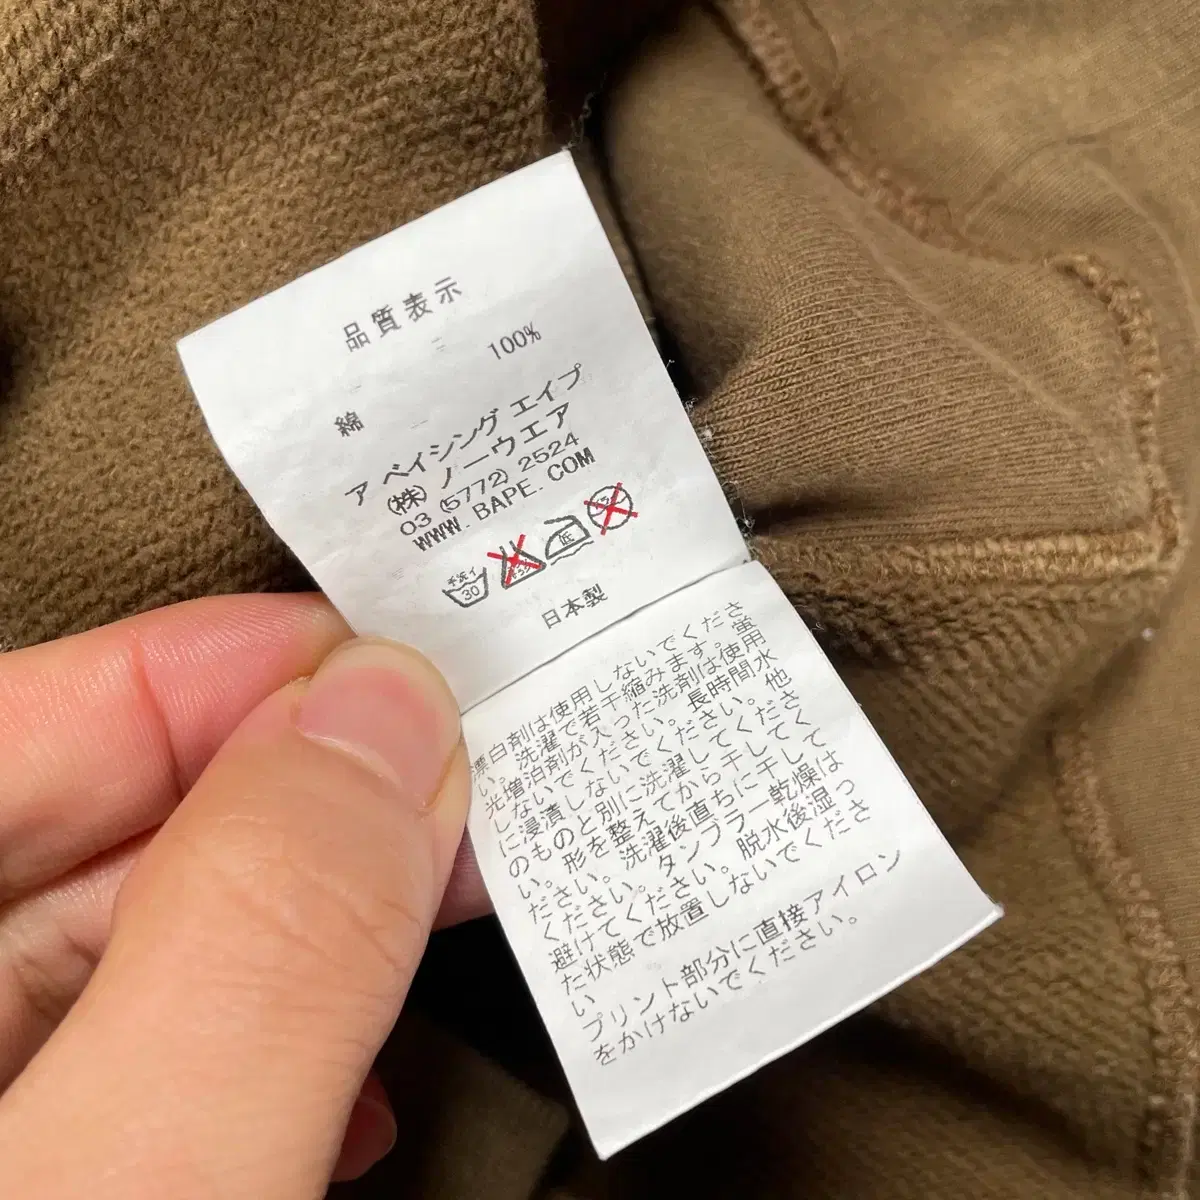 品質表示
綿 100%
ア ベイシング エイプ
(株) ノーウエア
03 (5772) 2524
WWW. BAPE. COM
手洗イ 30
低
日本製
漂白剤は使用しないでくださ
い。洗濯で若干縮みます。蛍
光増泊剤が入った洗剤は使用
しないでください。長時間水
に浸漬しないでください。他
のものと別に洗濯してくださ
い。形を整えてから干してく
ださい。洗濯後直ちに干して
ください。タンブラー乾燥は
避けてください。脱水後湿っ
た状態で放置しないでくださ
い
プリント部分に直接アイロン
をかけないでください。